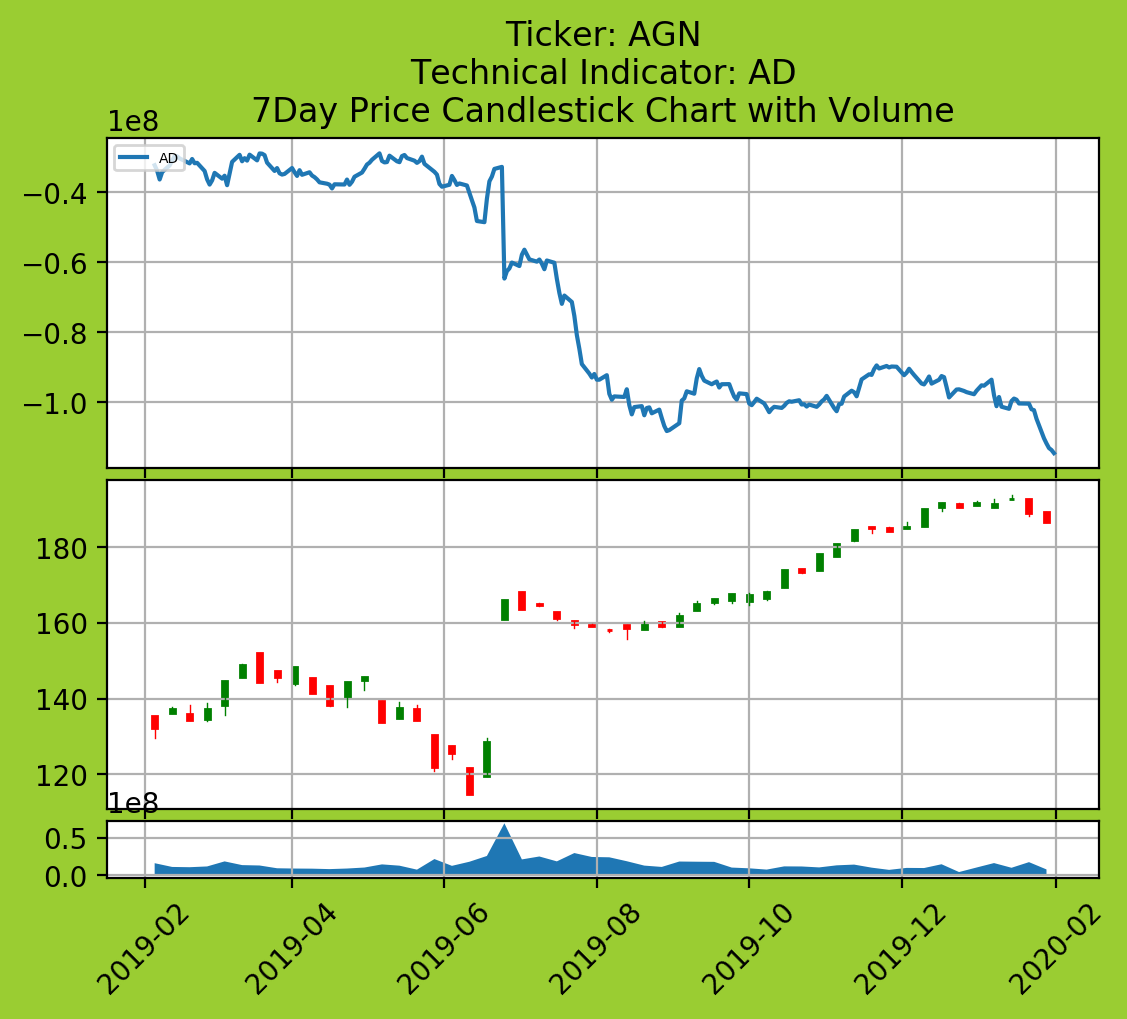 Ticker: AGN
Technical Indicator: AD
7Day Price Candlestick Chart with Volume
1e8
AD
−0.4
−0.6
−0.8
−1.0
180
160
140
120
1e8
0.5
0.0
2019-02
2019-04
2019-06
2019-08
2019-10
2019-12
2020-02